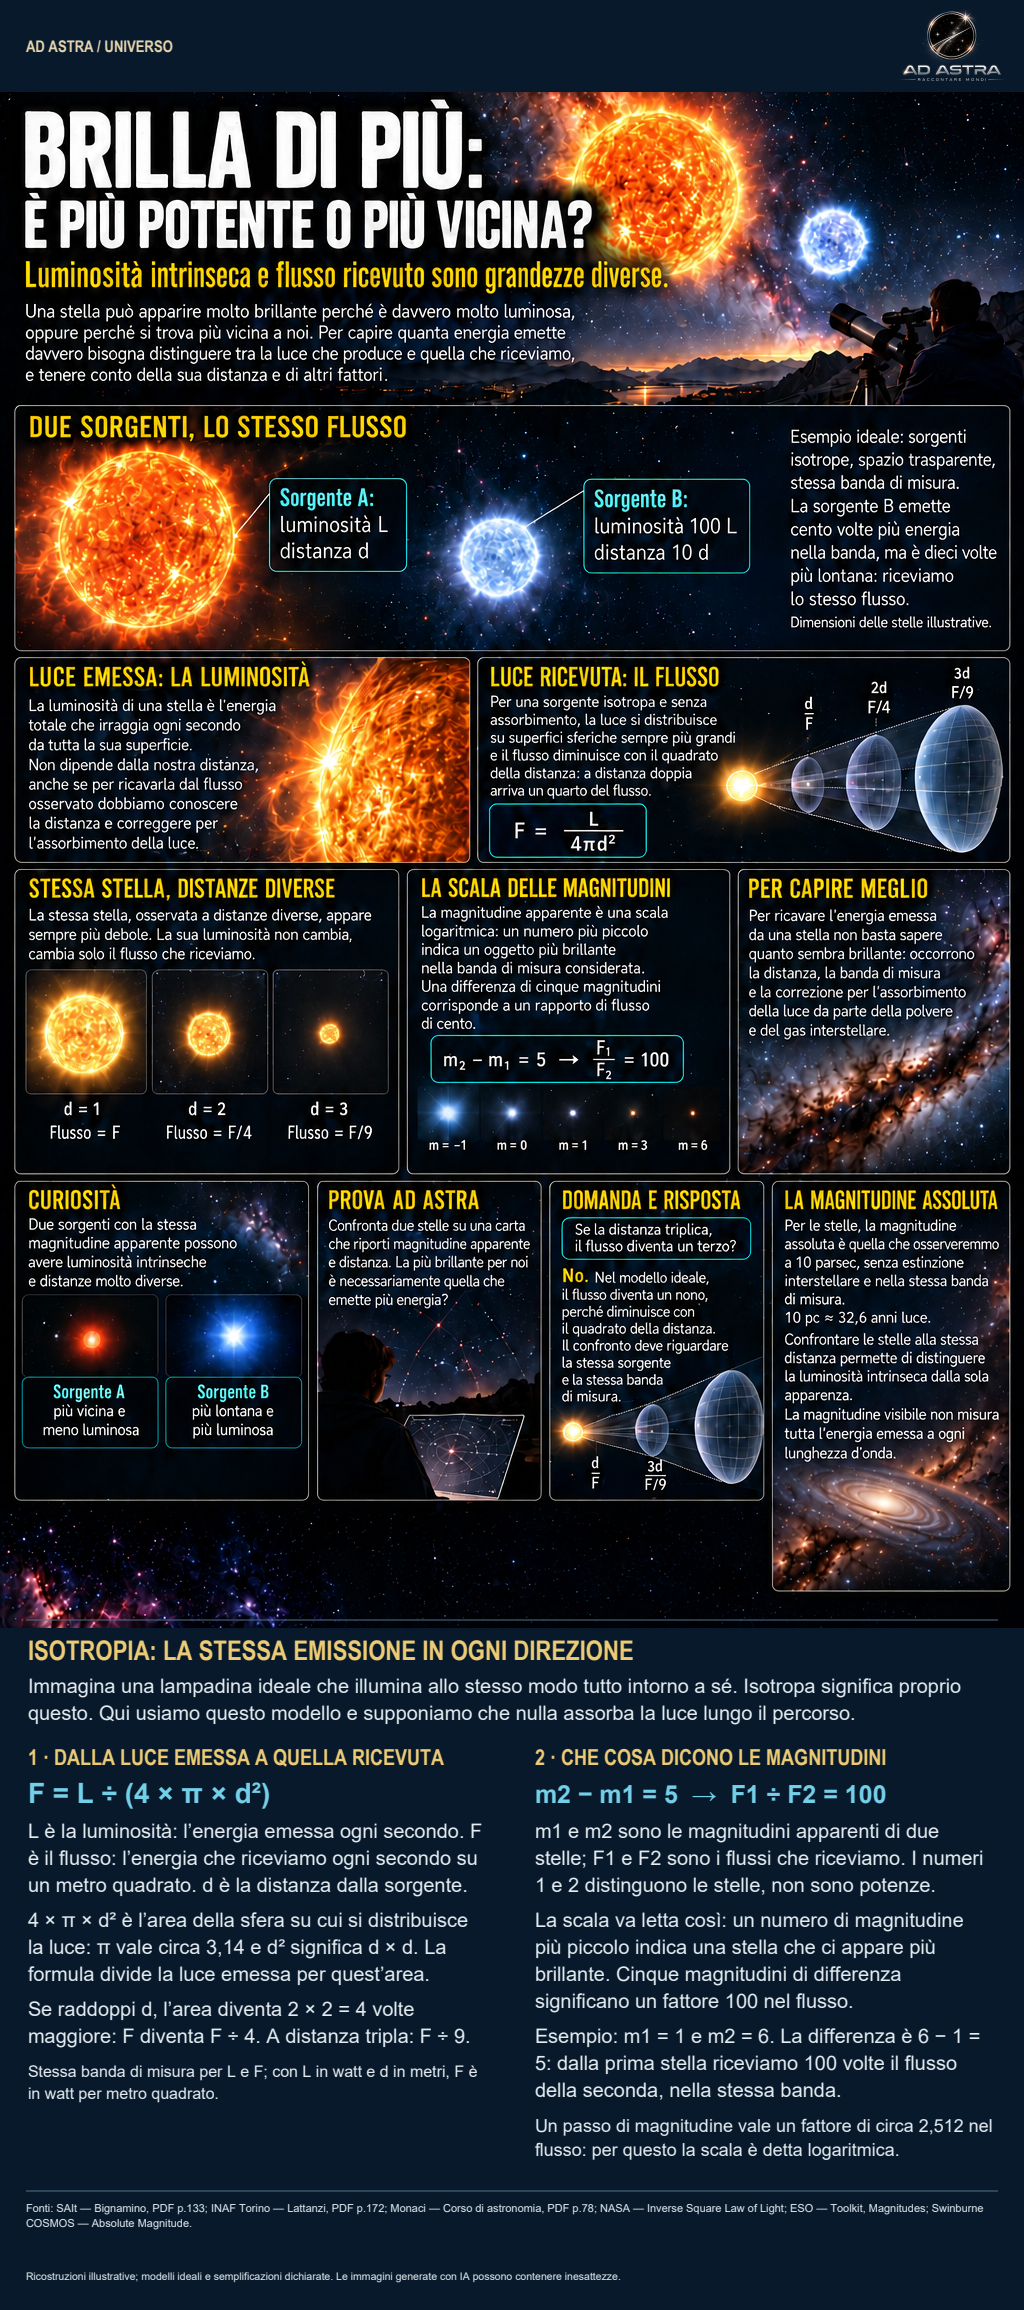 AD ASTRA / UNIVERSO
AD ASTRA
RACCONTARE MONDI
BRILLA DI PIÙ:
È PIÙ POTENTE O PIÙ VICINA?
Luminosità intrinseca e flusso ricevuto sono grandezze diverse.
Una stella può apparire molto brillante perché è davvero molto luminosa,
oppure perché si trova più vicina a noi. Per capire quanta energia emette
davvero bisogna distinguere tra la luce che produce e quella che riceviamo,
e tenere conto della sua distanza e di altri fattori.
DUE SORGENTI, LO STESSO FLUSSO
Sorgente A:
luminosità L
distanza d
Sorgente B:
luminosità 100 L
distanza 10 d
Esempio ideale: sorgenti
isotrope, spazio trasparente,
stessa banda di misura.
La sorgente B emette
cento volte più energia
nella banda, ma è dieci volte
più lontana: riceviamo
lo stesso flusso.
Dimensioni delle stelle illustrative.
LUCE EMESSA: LA LUMINOSITÀ
La luminosità di una stella è l'energia
totale che irraggia ogni secondo
da tutta la sua superficie.
Non dipende dalla nostra distanza,
anche se per ricavarla dal flusso
osservato dobbiamo conoscere
la distanza e correggere per
l'assorbimento della luce.
LUCE RICEVUTA: IL FLUSSO
Per una sorgente isotropa e senza
assorbimento, la luce si distribuisce
su superfici sferiche sempre più grandi
e il flusso diminuisce con il quadrato
della distanza: a distanza doppia
arriva un quarto del flusso.
F = L / 4πd²
d
F
2d
F/4
3d
F/9
STESSA STELLA, DISTANZE DIVERSE
La stessa stella, osservata a distanze diverse, appare
sempre più debole. La sua luminosità non cambia,
cambia solo il flusso che riceviamo.
d = 1
Flusso = F
d = 2
Flusso = F/4
d = 3
Flusso = F/9
LA SCALA DELLE MAGNITUDINI
La magnitudine apparente è una scala
logaritmica: un numero più piccolo
indica un oggetto più brillante
nella banda di misura considerata.
Una differenza di cinque magnitudini
corrisponde a un rapporto di flusso
di cento.
m₂ − m₁ = 5 → F₁ / F₂ = 100
m = −1
m = 0
m = 1
m = 3
m = 6
PER CAPIRE MEGLIO
Per ricavare l'energia emessa
da una stella non basta sapere
quanto sembra brillante: occorrono
la distanza, la banda di misura
e la correzione per l'assorbimento
della luce da parte della polvere
e del gas interstellare.
CURIOSITÀ
Due sorgenti con la stessa
magnitudine apparente possono
avere luminosità intrinseche
e distanze molto diverse.
Sorgente A
più vicina e
meno luminosa
Sorgente B
più lontana e
più luminosa
PROVA AD ASTRA
Confronta due stelle su una carta
che riporti magnitudine apparente
e distanza. La più brillante per noi
è necessariamente quella che
emette più energia?
DOMANDA E RISPOSTA
Se la distanza triplica,
il flusso diventa un terzo?
No. Nel modello ideale,
il flusso diventa un nono,
perché diminuisce con
il quadrato della distanza.
Il confronto deve riguardare
la stessa sorgente
e la stessa banda
di misura.
d
F
3d
F/9
LA MAGNITUDINE ASSOLUTA
Per le stelle, la magnitudine
assoluta è quella che osserveremmo
a 10 parsec, senza estinzione
interstellare e nella stessa banda
di misura.
10 pc ≈ 32,6 anni luce.
Confrontare le stelle alla stessa
distanza permette di distinguere
la luminosità intrinseca dalla sola
apparenza.
La magnitudine visibile non misura
tutta l'energia emessa a ogni
lunghezza d'onda.
ISOTROPIA: LA STESSA EMISSIONE IN OGNI DIREZIONE
Immagina una lampadina ideale che illumina allo stesso modo tutto intorno a sé. Isotropa significa proprio
questo. Qui usiamo questo modello e supponiamo che nulla assorba la luce lungo il percorso.
1 · DALLA LUCE EMESSA A QUELLA RICEVUTA
F = L ÷ (4 × π × d²)
L è la luminosità: l'energia emessa ogni secondo. F
è il flusso: l'energia che riceviamo ogni secondo su
un metro quadrato. d è la distanza dalla sorgente.
4 × π × d² è l'area della sfera su cui si distribuisce
la luce: π vale circa 3,14 e d² significa d × d. La
formula divide la luce emessa per quest'area.
Se raddoppi d, l'area diventa 2 × 2 = 4 volte
maggiore: F diventa F ÷ 4. A distanza tripla: F ÷ 9.
Stessa banda di misura per L e F; con L in watt e d in metri, F è
in watt per metro quadrato.
2 · CHE COSA DICONO LE MAGNITUDINI
m2 − m1 = 5 → F1 ÷ F2 = 100
m1 e m2 sono le magnitudini apparenti di due
stelle; F1 e F2 sono i flussi che riceviamo. I numeri
1 e 2 distinguono le stelle, non sono potenze.
La scala va letta così: un numero di magnitudine
più piccolo indica una stella che ci appare più
brillante. Cinque magnitudini di differenza
significano un fattore 100 nel flusso.
Esempio: m1 = 1 e m2 = 6. La differenza è 6 − 1 =
5: dalla prima stella riceviamo 100 volte il flusso
della seconda, nella stessa banda.
Un passo di magnitudine vale un fattore di circa 2,512 nel
flusso: per questo la scala è detta logaritmica.
Fonti: SAIt — Bignamino, PDF p.133; INAF Torino — Lattanzi, PDF p.172; Monaci — Corso di astronomia, PDF p.78; NASA — Inverse Square Law of Light; ESO — Toolkit, Magnitudes; Swinburne
COSMOS — Absolute Magnitude.
Ricostruzioni illustrative; modelli ideali e semplificazioni dichiarate. Le immagini generate con IA possono contenere inesattezze.